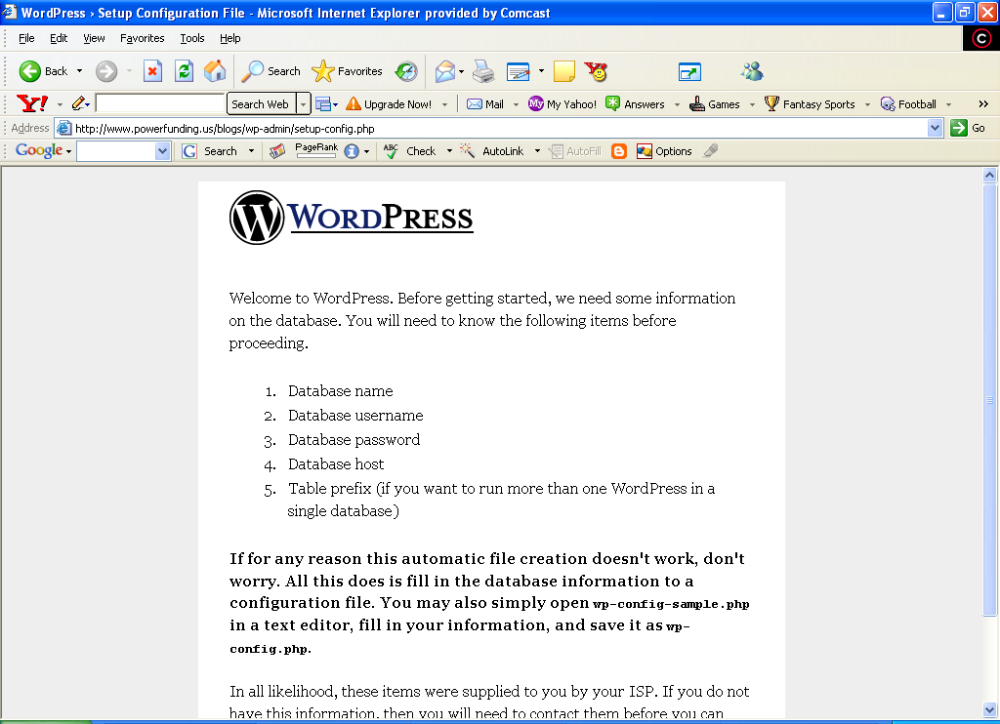 WordPress › Setup Configuration File - Microsoft Internet Explorer provided by Comcast
File Edit View Favorites Tools Help
Back Search Favorites
Y! Search Web Upgrade Now! Mail My Yahoo! Answers Games Fantasy Sports Football »
Address http://www.powerfunding.us/blogs/wp-admin/setup-config.php Go
Google G Search PageRank ABC Check AutoLink AutoFill Options
WORDPRESS
Welcome to WordPress. Before getting started, we need some information
on the database. You will need to know the following items before
proceeding.
1. Database name
2. Database username
3. Database password
4. Database host
5. Table prefix (if you want to run more than one WordPress in a
single database)
If for any reason this automatic file creation doesn't work, don't
worry. All this does is fill in the database information to a
configuration file. You may also simply open wp-config-sample.php
in a text editor, fill in your information, and save it as wp-
config.php.
In all likelihood, these items were supplied to you by your ISP. If you do not
have this information, then you will need to contact them before you can